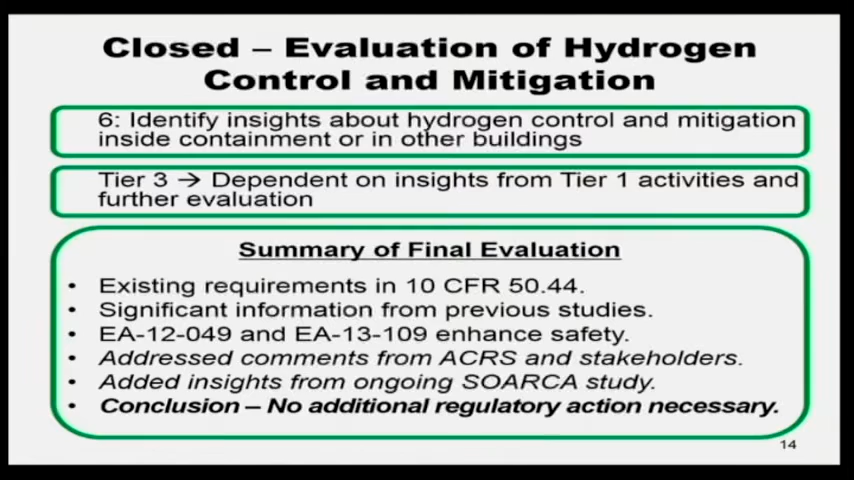 Closed – Evaluation of Hydrogen
Control and Mitigation
6: Identify insights about hydrogen control and mitigation
inside containment or in other buildings
Tier 3 → Dependent on insights from Tier 1 activities and
further evaluation
Summary of Final Evaluation
• Existing requirements in 10 CFR 50.44.
• Significant information from previous studies.
• EA-12-049 and EA-13-109 enhance safety.
• Addressed comments from ACRS and stakeholders.
• Added insights from ongoing SOARCA study.
• Conclusion – No additional regulatory action necessary.
14